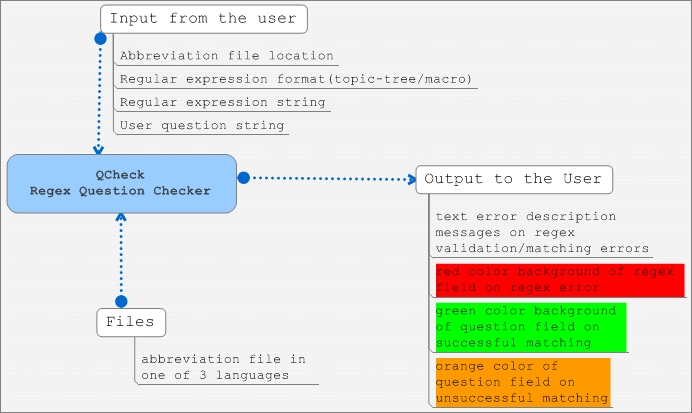 Input from the user
Abbreviation file location
Regular expression format(topic-tree/macro)
Regular expression string
User question string
QCheck
Regex Question Checker
Output to the User
text error description
messages on regex
validation/matching errors
red color background of regex
field on regex error
green color background
of question field on
successful matching
orange color of
question field on
unsuccessful matching
Files
abbreviation file in
one of 3 languages